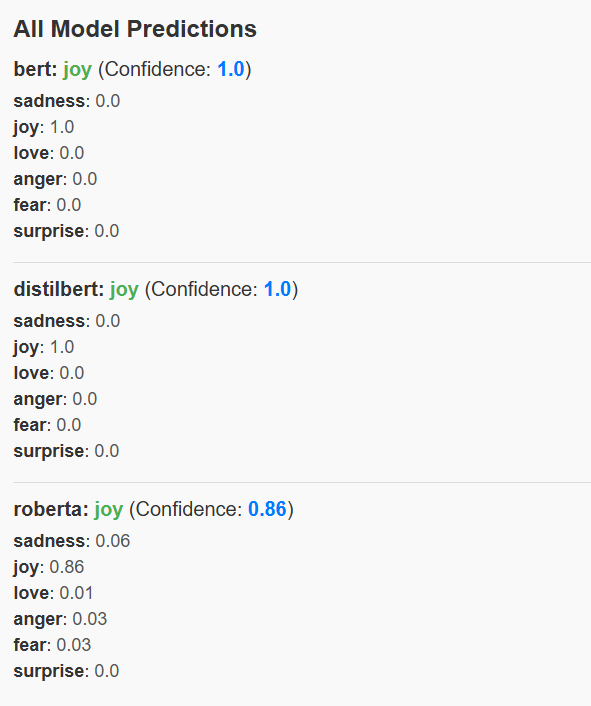 All Model Predictions
bert: joy (Confidence: 1.0)
sadness: 0.0
joy: 1.0
love: 0.0
anger: 0.0
fear: 0.0
surprise: 0.0
distilbert: joy (Confidence: 1.0)
sadness: 0.0
joy: 1.0
love: 0.0
anger: 0.0
fear: 0.0
surprise: 0.0
roberta: joy (Confidence: 0.86)
sadness: 0.06
joy: 0.86
love: 0.01
anger: 0.03
fear: 0.03
surprise: 0.0